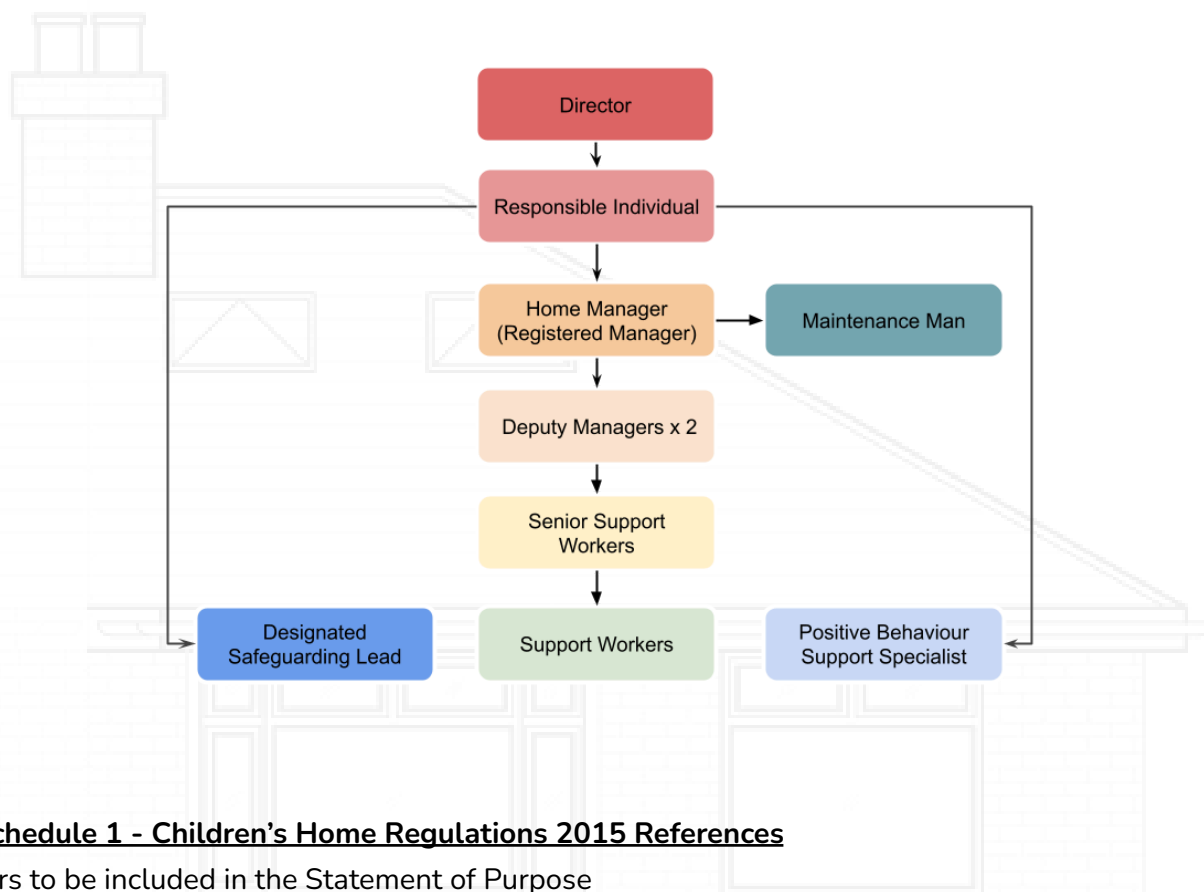 Director
Responsible Individual
Home Manager
(Registered Manager)
Maintenance Man
Deputy Managers x 2
Senior Support
Workers
Designated
Safeguarding Lead
Support Workers
Positive Behaviour
Support Specialist
1 - Children’s Home Regulations 2015 References
to be included in the Statement of Purpose